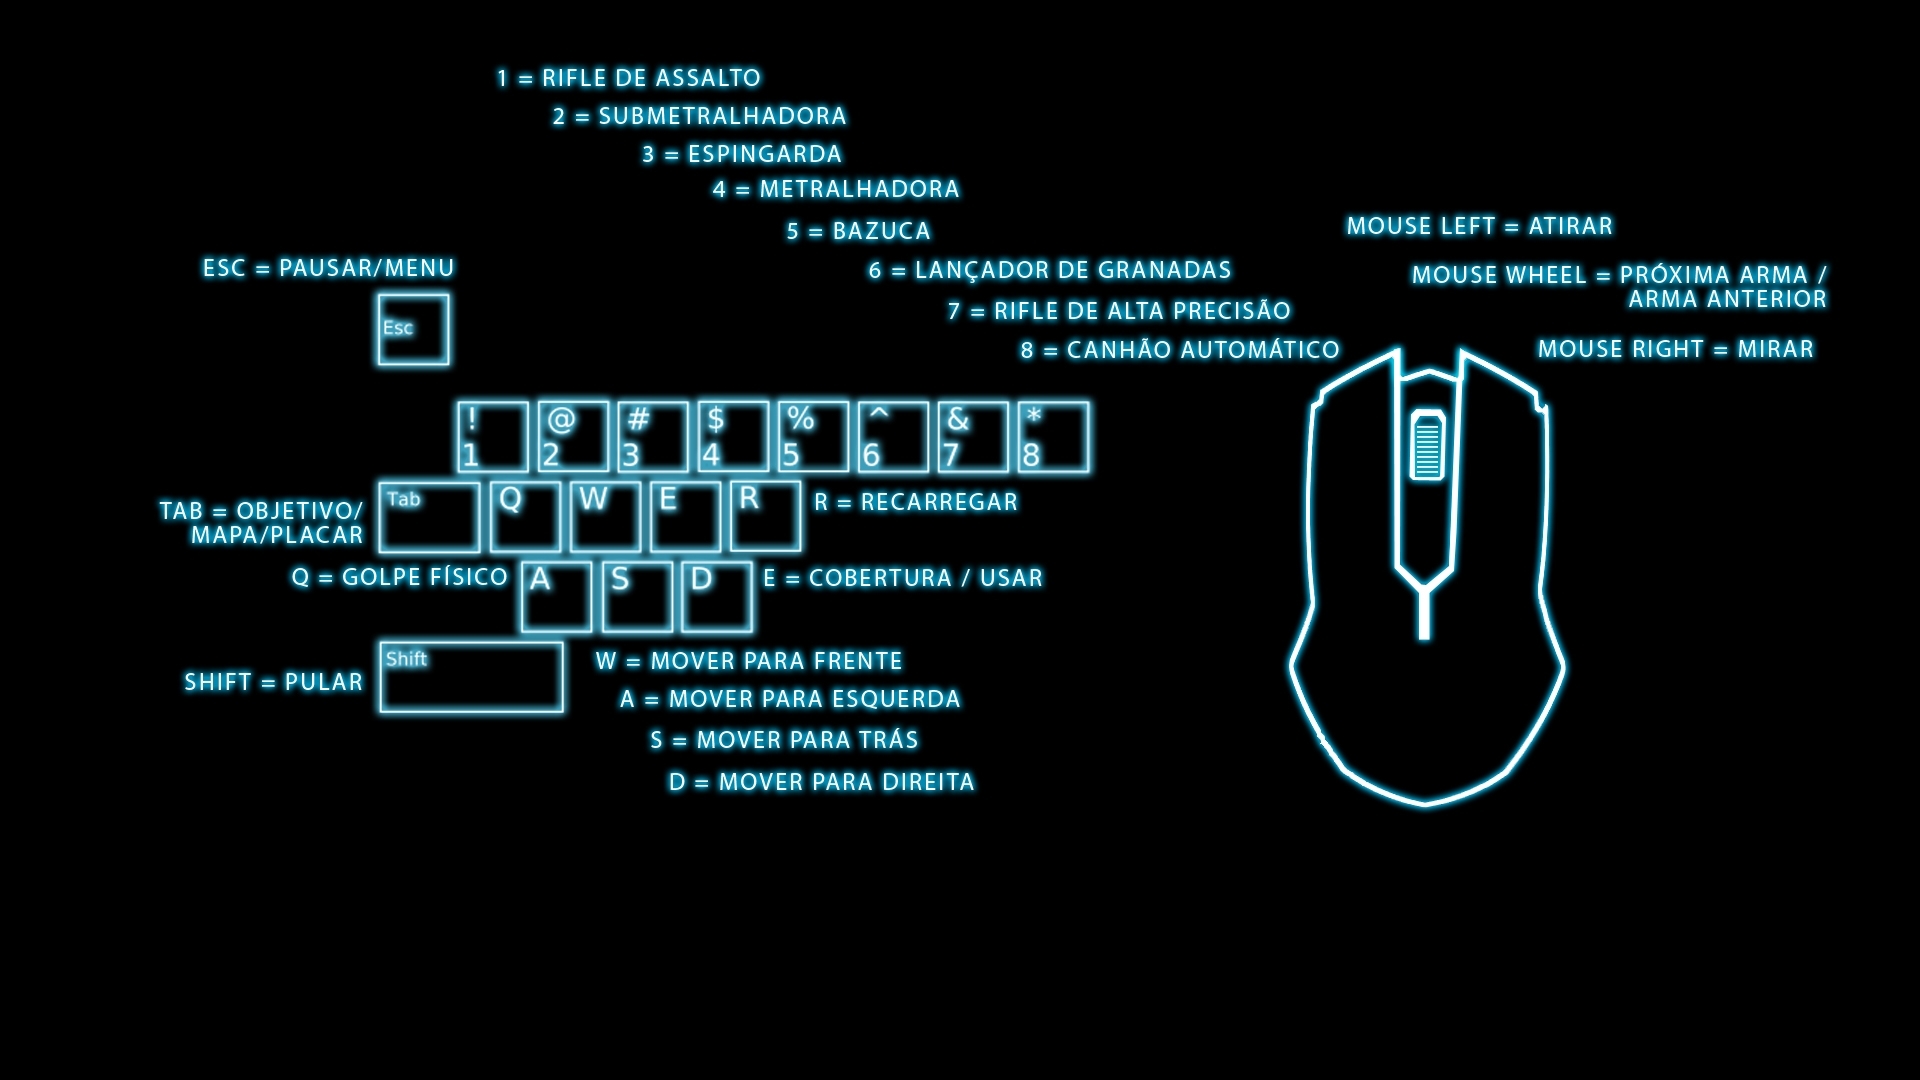 1 = RIFLE DE ASSALTO
2 = SUBMETRALHADORA
3 = ESPINGARDA
4 = METRALHADORA
5 = BAZUCA
6 = LANÇADOR DE GRANADAS
7 = RIFLE DE ALTA PRECISÃO
8 = CANHÃO AUTOMÁTICO
MOUSE LEFT = ATIRAR
MOUSE WHEEL = PRÓXIMA ARMA /
ARMA ANTERIOR
MOUSE RIGHT = MIRAR
ESC = PAUSAR/MENU
Esc
! @ # $ % ^ & *
1 2 3 4 5 6 7 8
TAB = OBJETIVO/
MAPA/PLACAR
Tab Q W E R
R = RECARREGAR
Q = GOLPE FÍSICO
A S D
E = COBERTURA / USAR
SHIFT = PULAR
Shift
W = MOVER PARA FRENTE
A = MOVER PARA ESQUERDA
S = MOVER PARA TRÁS
D = MOVER PARA DIREITA